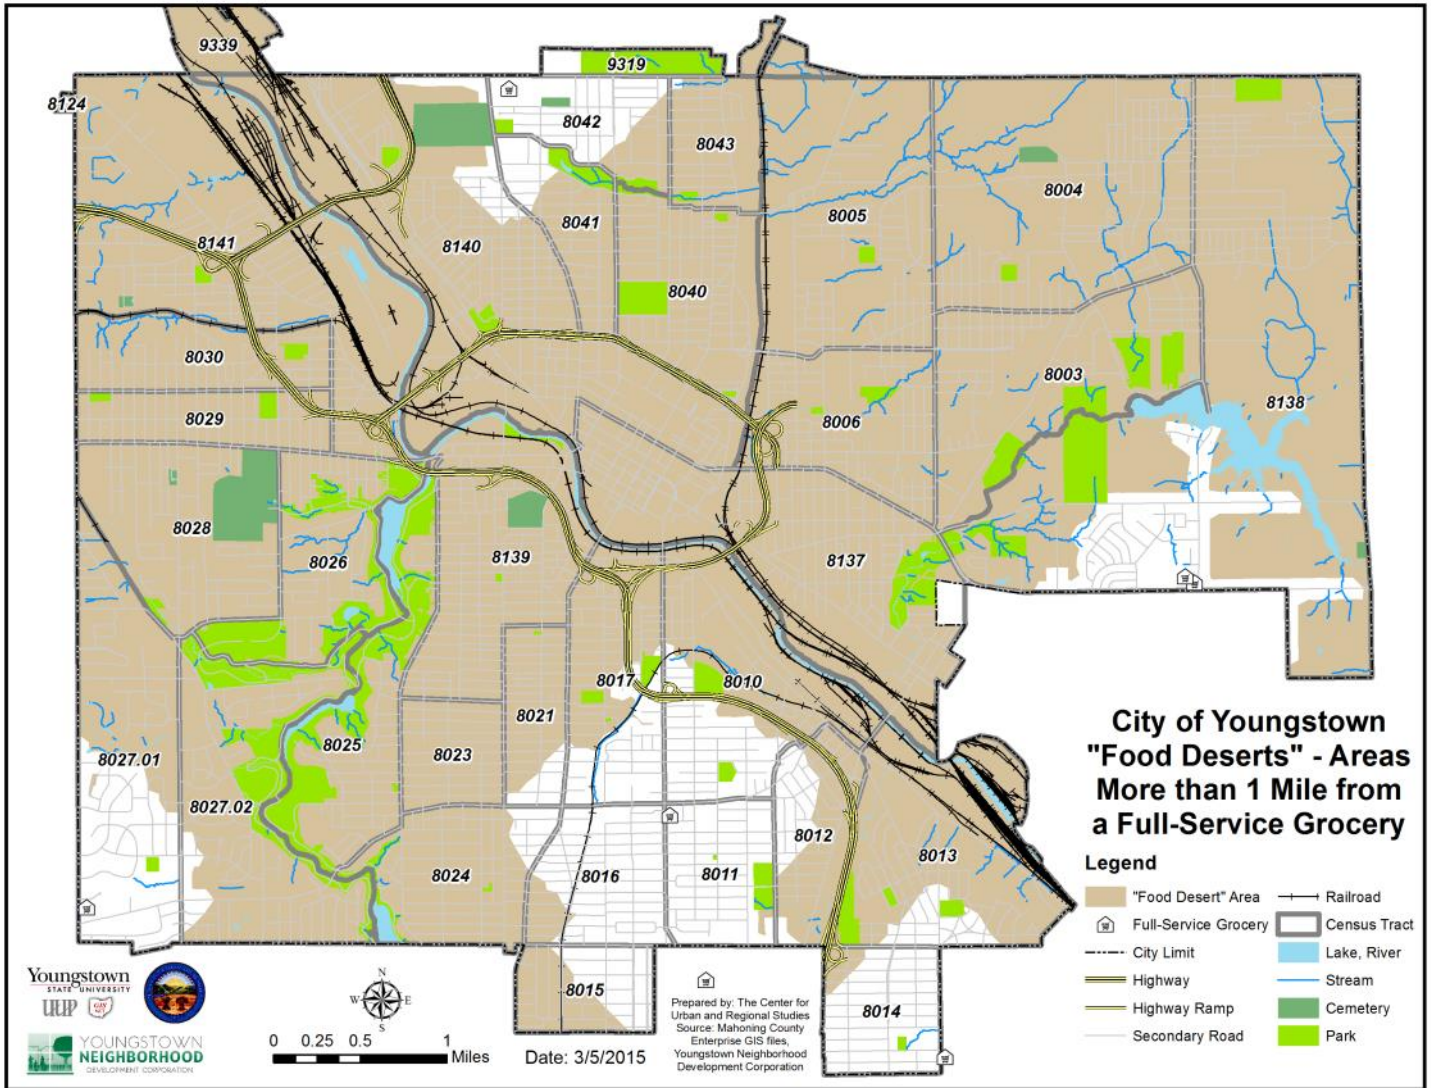 9339
9319
8124
8042
8043
8004
8005
8041
8141
8140
8040
8030
8003
8029
8006
8138
8028
8026
8139
8137
8017
8010
8021
8025
8023
8027.01
8027.02
8012
8013
8024
8016
8011
8015
8014
City of Youngstown
"Food Deserts" - Areas
More than 1 Mile from
a Full-Service Grocery
Legend
"Food Desert" Area
Railroad
Full-Service Grocery
Census Tract
City Limit
Lake, River
Highway
Stream
Highway Ramp
Cemetery
Secondary Road
Park
Youngstown
STATE UNIVERSITY
YOUNGSTOWN
NEIGHBORHOOD
DEVELOPMENT CORPORATION
N
W E
S
0 0.25 0.5 1
Miles
Date: 3/5/2015
Prepared by: The Center for
Urban and Regional Studies
Source: Mahoning County
Enterprise GIS files,
Youngstown Neighborhood
Development Corporation